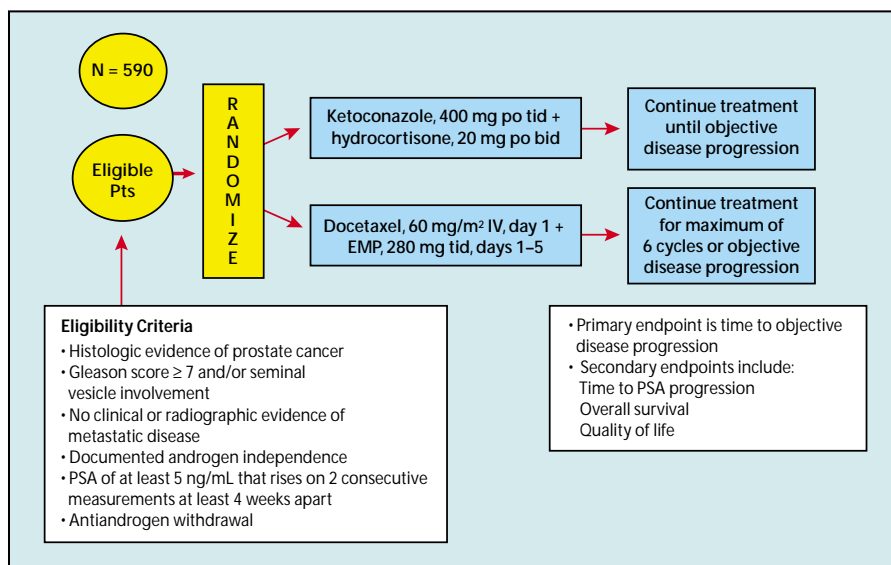 N = 590
Eligible
Pts
R
A
N
D
O
M
I
Z
E
Ketoconazole, 400 mg po tid +
hydrocortisone, 20 mg po bid
Continue treatment
until objective
disease progression
Docetaxel, 60 mg/m² IV, day 1 +
EMP, 280 mg tid, days 1–5
Continue treatment
for maximum of
6 cycles or objective
disease progression
Eligibility Criteria
• Histologic evidence of prostate cancer
• Gleason score ≥ 7 and/or seminal
vesicle involvement
• No clinical or radiographic evidence of
metastatic disease
• Documented androgen independence
• PSA of at least 5 ng/mL that rises on 2 consecutive
measurements at least 4 weeks apart
• Antiandrogen withdrawal
• Primary endpoint is time to objective
disease progression
• Secondary endpoints include:
Time to PSA progression
Overall survival
Quality of life